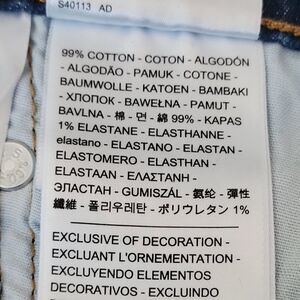 S40113 AD
99% COTTON - COTON - ALGODÓN
- ALGODÃO - PAMUK - COTONE -
BAUMWOLLE - KATOEN - BAMBAKI
- ХЛОПОК - BAWEŁNA - PAMUT -
BAVLNA - 棉 - 면 - 綿 99% - KAPAS
1% ELASTANE - ELASTHANNE -
elastano - ELASTANO - ELASTAN -
ELASTOMERO - ELASTHAN -
ELASTAAN - ΕΛΑΣΤΑΝΗ -
ЭЛАСТАН - GUMISZÁL - 氨纶 - 彈性
纖維 - 폴리우레탄 - ポリウレタン 1%
EXCLUSIVE OF DECORATION -
EXCLUANT L'ORNEMENTATION -
EXCLUYENDO ELEMENTOS
DECORATIVOS - EXCLUINDO